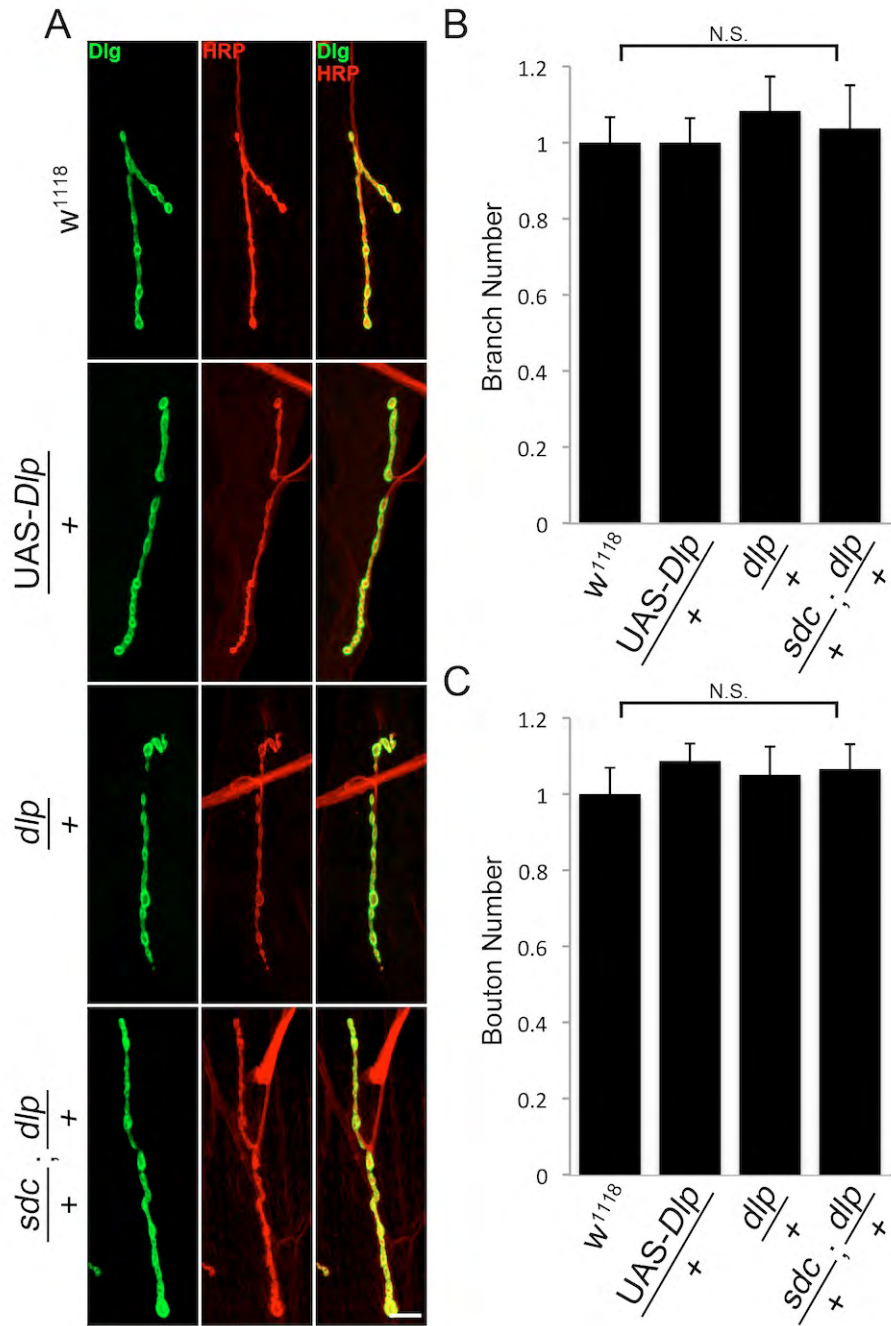 A
Dlg
HRP
Dlg
HRP
w1118
UAS-Dlp
+
dlp
+
sdc ; dlp
+ +
B
N.S.
1.2
1
0.8
0.6
0.4
0.2
0
Branch Number
w1118
UAS-Dlp
+
dlp
+
sdc ; dlp
+ +
C
N.S.
1.2
1
0.8
0.6
0.4
0.2
0
Bouton Number
w1118
UAS-Dlp
+
dlp
+
sdc ; dlp
+ +